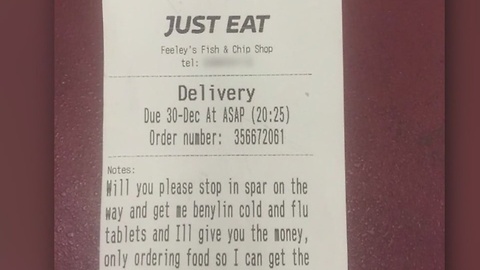 JUST EAT
Feeley's Fish & Chip Shop
tel:
Delivery
Due 30-Dec At ASAP (20:25)
Order number: 356672061
Notes:
Will you please stop in spar on the
way and get me benylin cold and flu
tablets and Ill give you the money,
only ordering food so I can get the